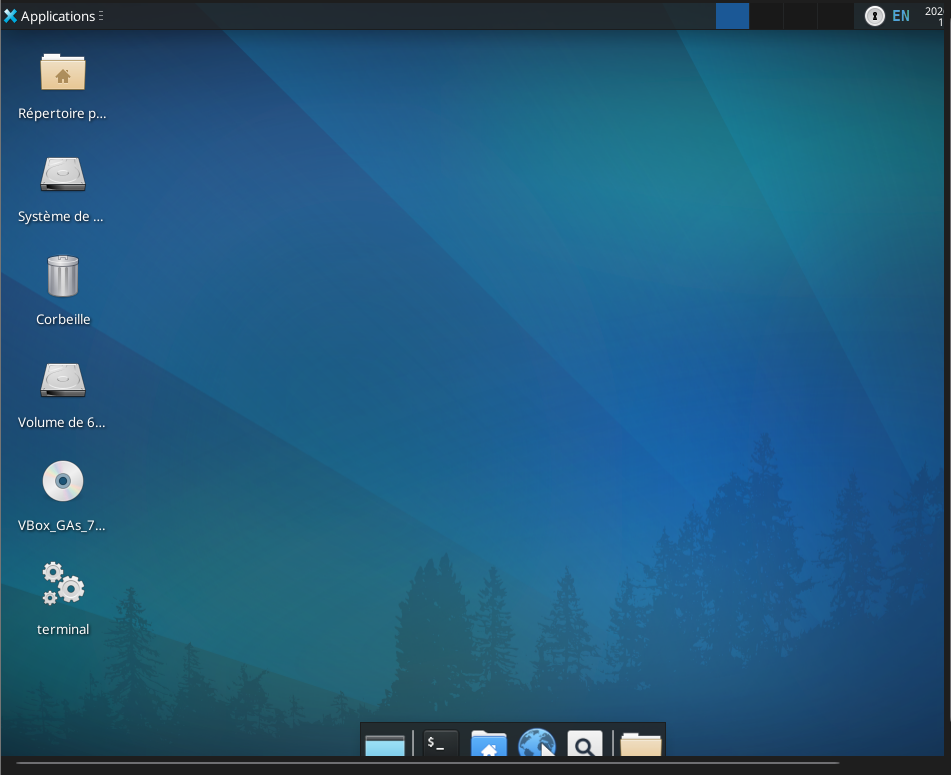 Applications
EN
202
1
Répertoire p...
Système de ...
Corbeille
Volume de 6...
VBox_GAs_7...
terminal
$_